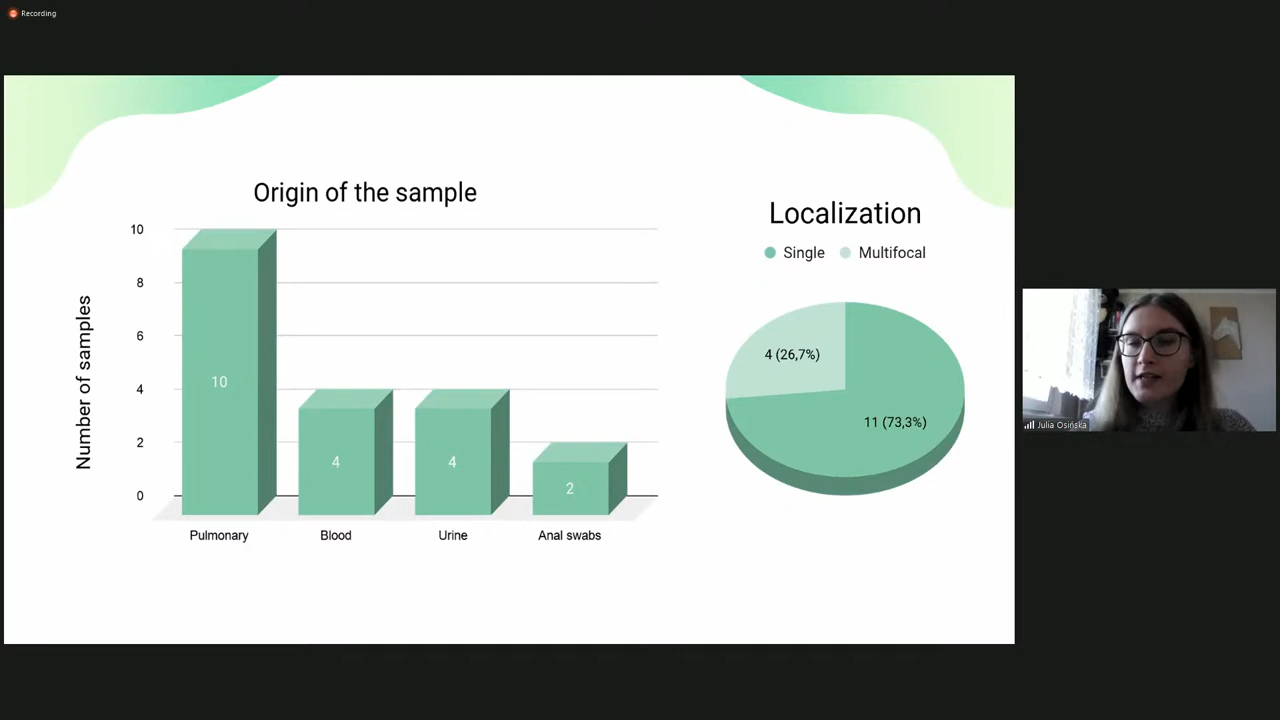 Recording
Origin of the sample
10
8
6
4
2
0
Number of samples
10
4
4
2
Pulmonary
Blood
Urine
Anal swabs
Localization
Single
Multifocal
4 (26,7%)
11 (73,3%)
Julia Osińska